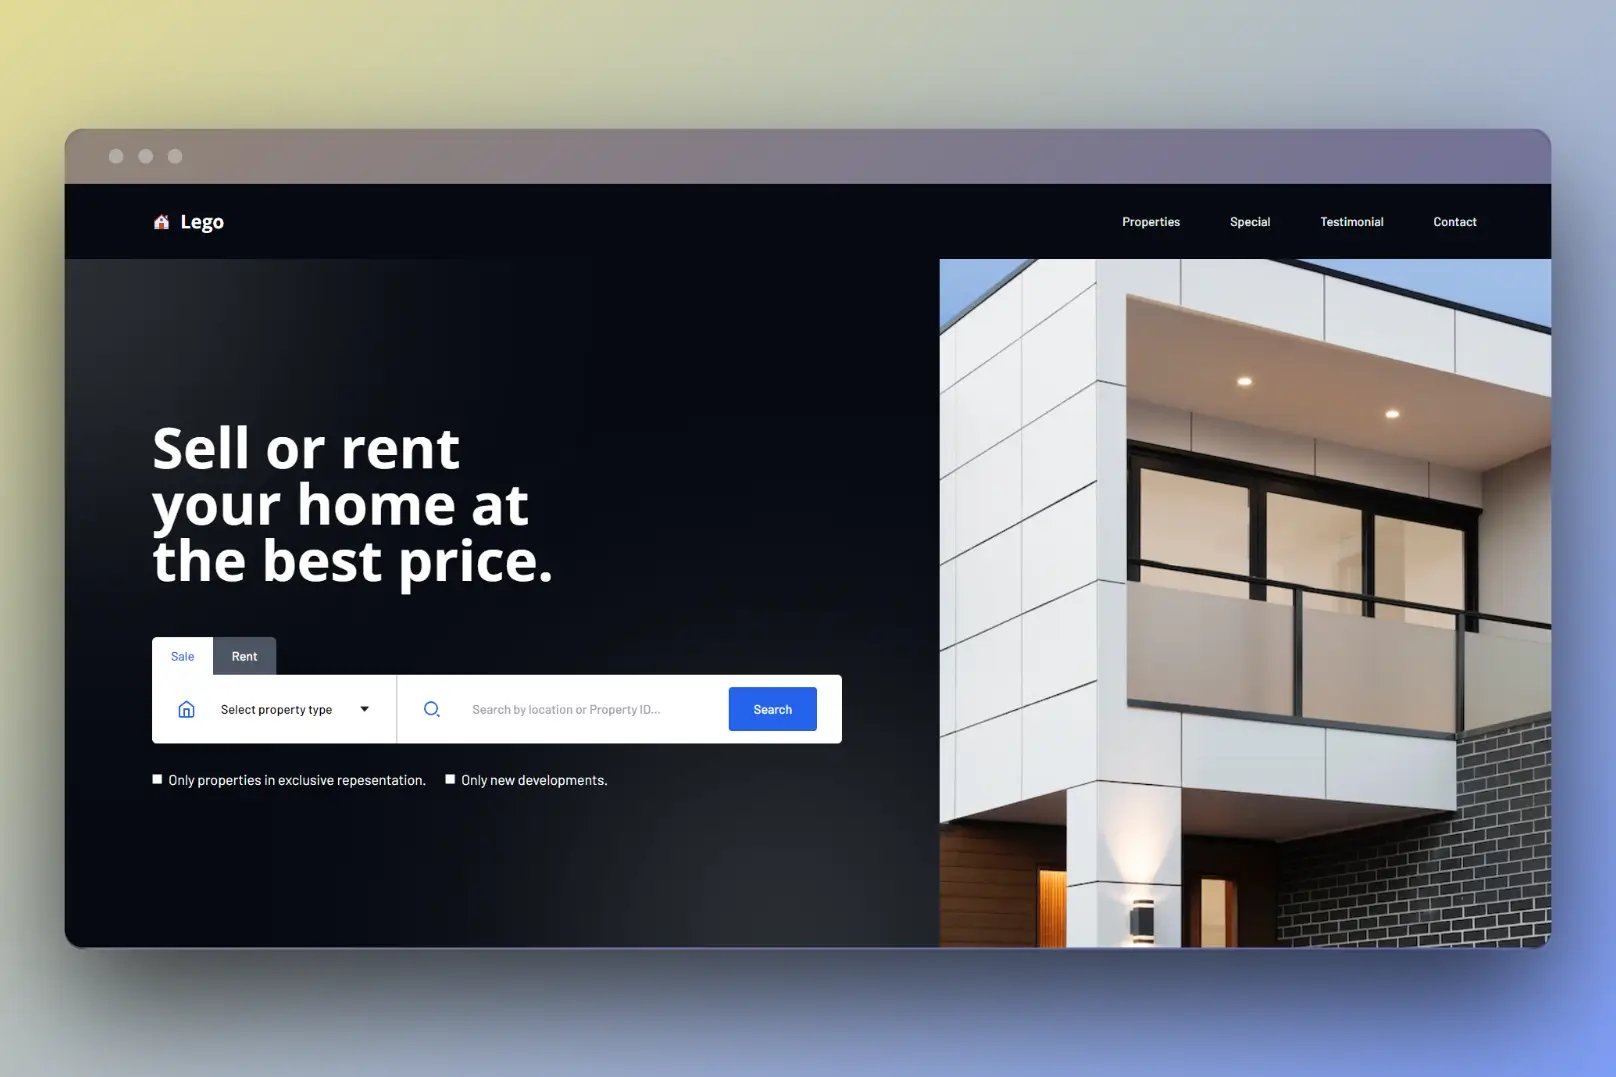 Lego
Properties Special Testimonial Contact
Sell or rent
your home at
the best price.
Sale Rent
Select property type Search by location or Property ID... Search
Only properties in exclusive repesentation. Only new developments.